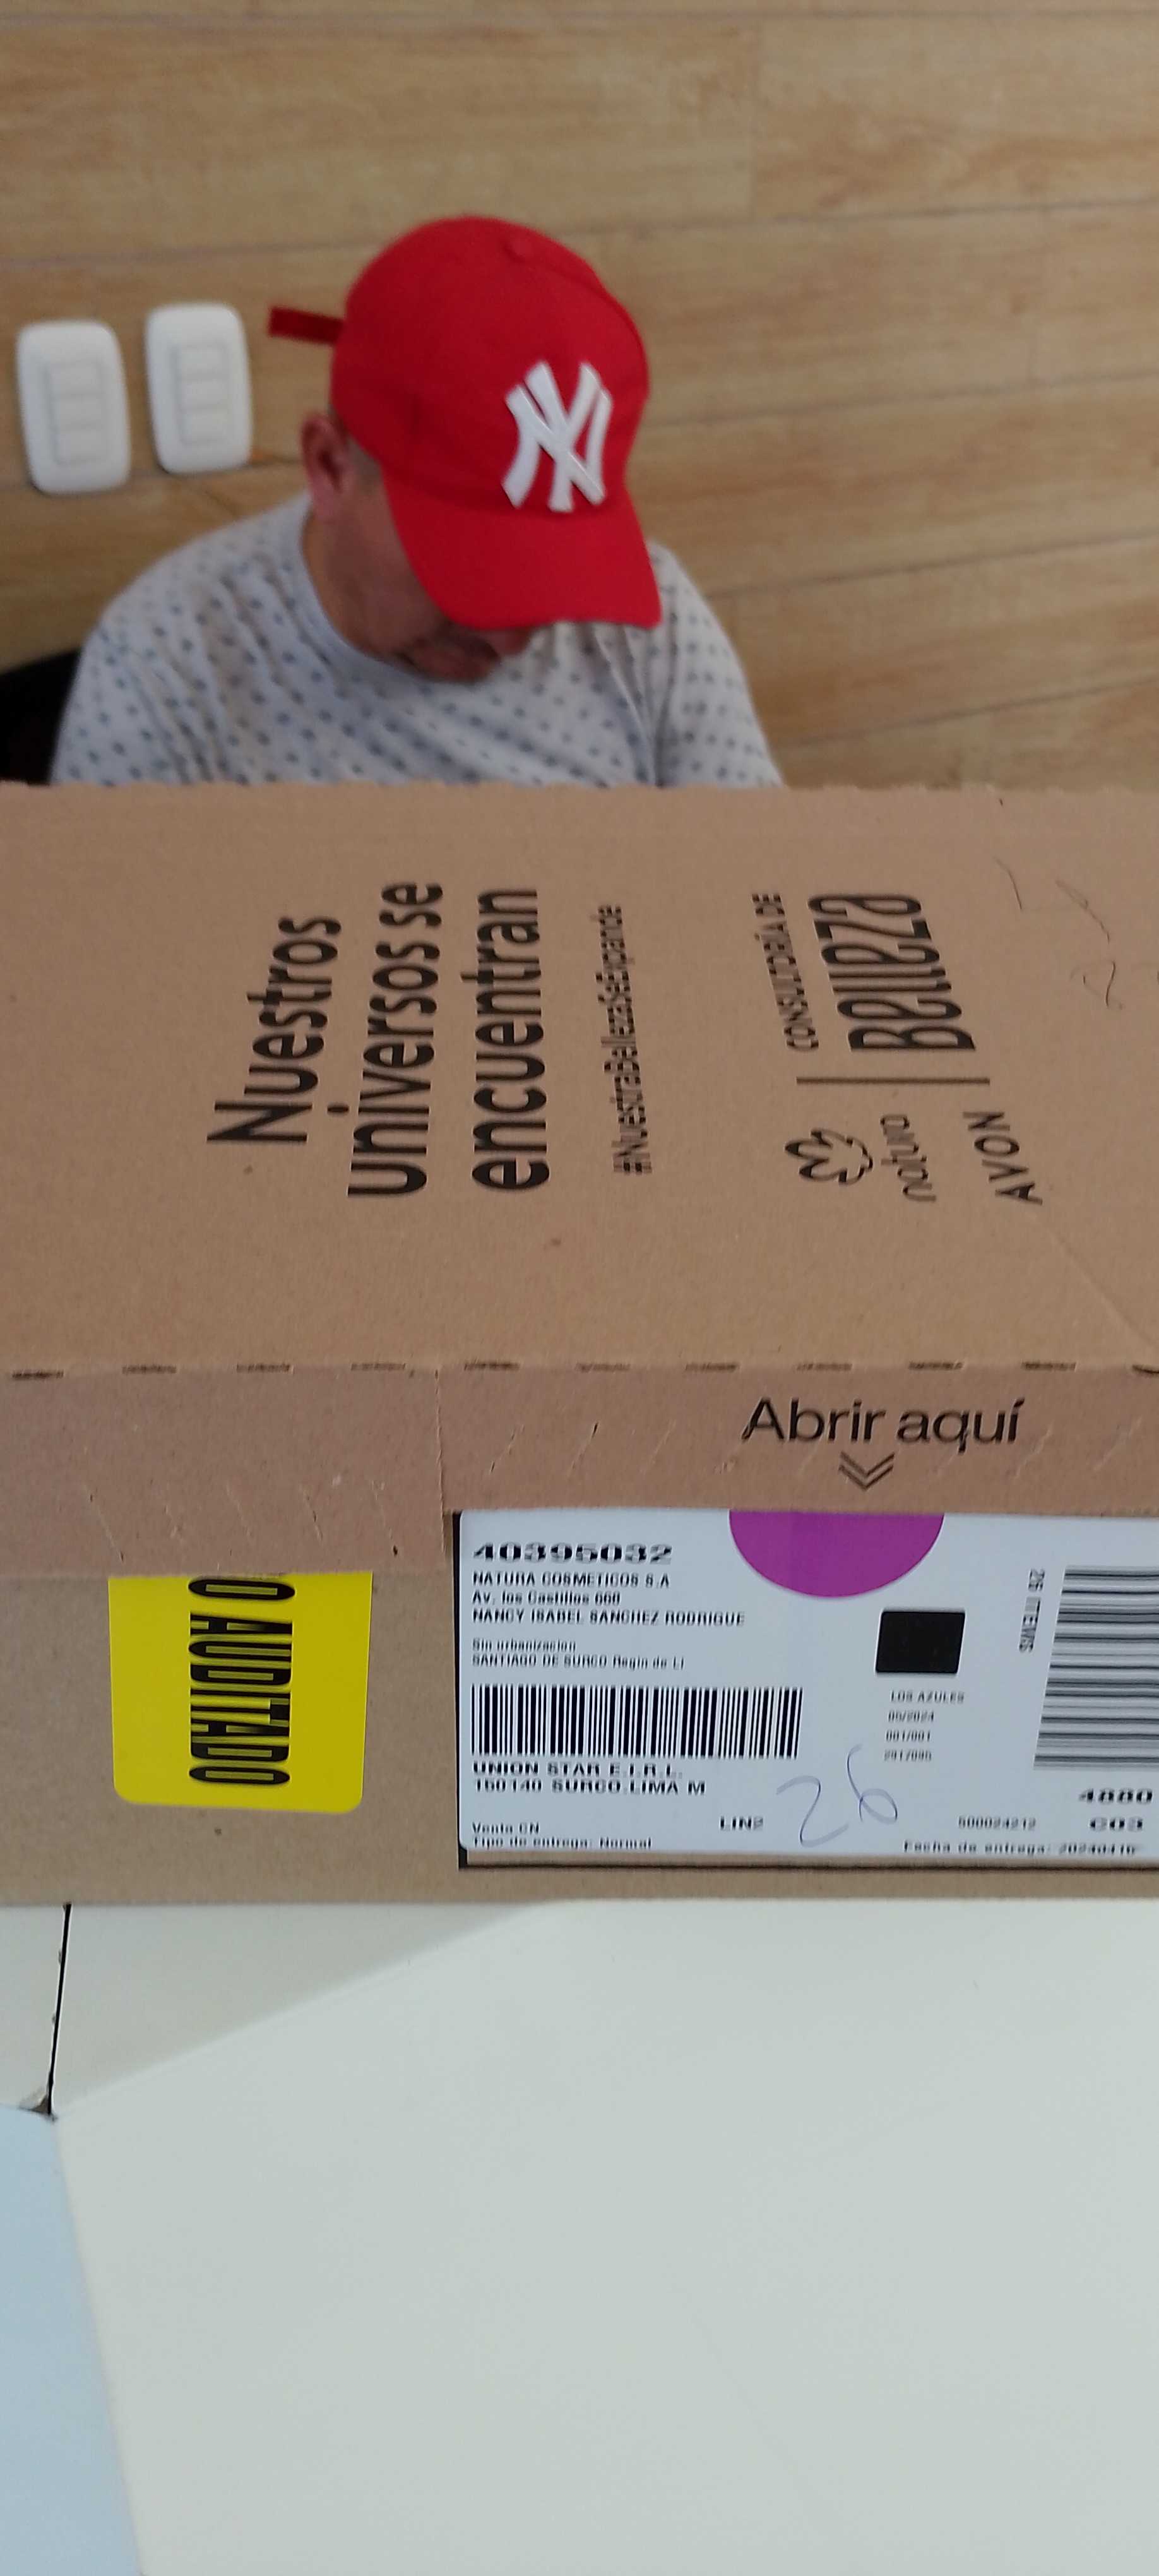 NY
Nuestros
universos se
encuentran
#NuestraBellezaSeExpande
CONSULTORÍA DE
Belleza
natura
AVON
Abrir aquí
O AUDITADO
40395032
NATURA COSMETICOS S.A
Av. los Castillos 060
NANCY ISABEL SANCHEZ RODRIGUE
Sin urbanizacion
SANTIAGO DE SURCO Regin de LI
UNION STAR E.I.R.L.
150140 SURCO.LIMA M
Venta CN
Tipo de entrega: Normal
LIN2
26
26 ITEMS
LOS AZULES
05/2024
001/001
4880
500024212
C03
Fecha de entrega: 20240416